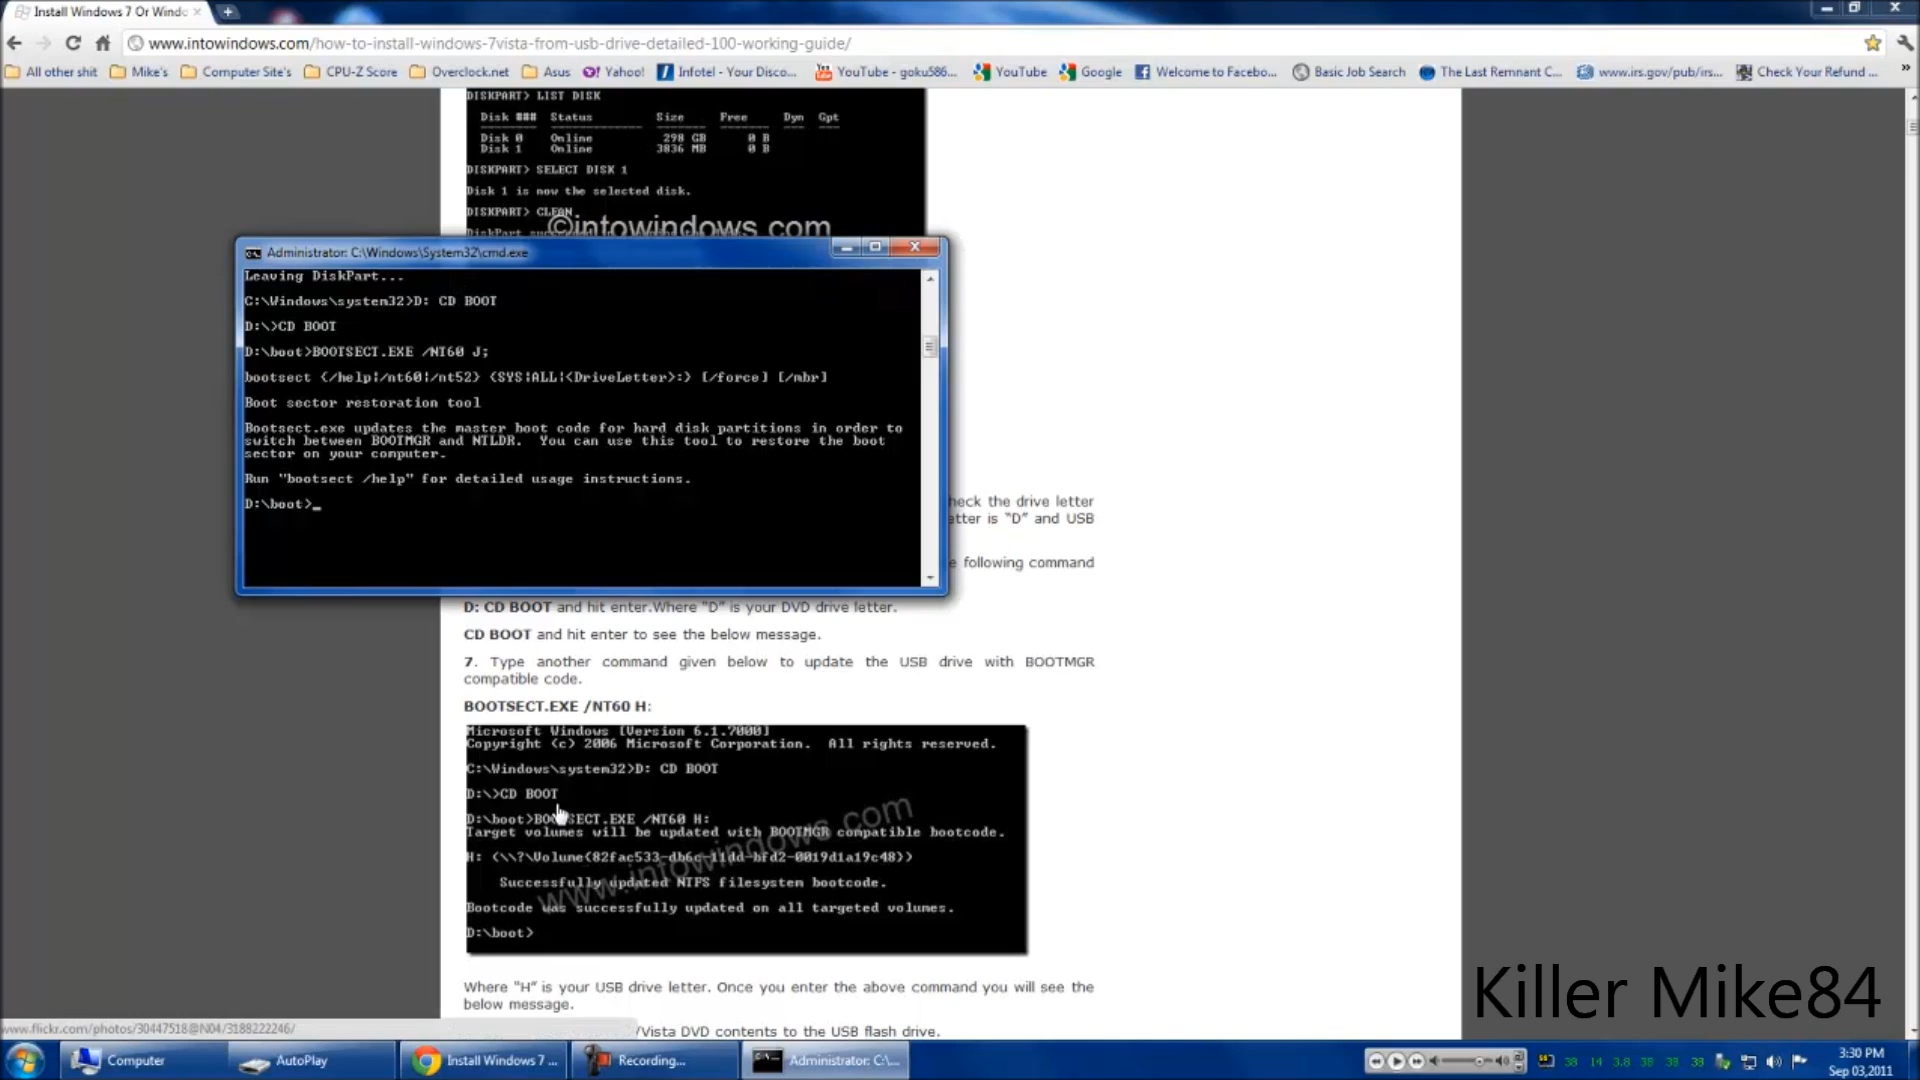 Install Windows 7 Or Windo
www.intowindows.com/how-to-install-windows-7vista-from-usb-drive-detailed-100-working-guide/
All other shit Mike's Computer Site's CPU-Z Score Overclock.net Asus Yahoo! Infotel - Your Disco... YouTube - goku586... YouTube Google Welcome to Facebo... Basic Job Search The Last Remnant C... www.irs.gov/pub/irs... Check Your Refund ...
DISKPART> LIST DISK
Disk ### Status Size Free Dyn Gpt
Disk 0 Online 298 GB 0 B
Disk 1 Online 3836 MB 0 B
DISKPART> SELECT DISK 1
Disk 1 is now the selected disk.
DISKPART> CLEAN
©intowindows com
Administrator: C:\Windows\System32\cmd.exe
Leaving DiskPart...
C:\Windows\system32>D: CD BOOT
D:\>CD BOOT
D:\boot>BOOTSECT.EXE /NT60 J;
bootsect {/help|/nt60|/nt52} {SYS|ALL|<DriveLetter>:} [/force] [/mbr]
Boot sector restoration tool
Bootsect.exe updates the master boot code for hard disk partitions in order to
switch between BOOTMGR and NTLDR. You can use this tool to restore the boot
sector on your computer.
Run "bootsect /help" for detailed usage instructions.
D:\boot>_
heck the drive letter
etter is "D" and USB
e following command
D: CD BOOT and hit enter.Where "D" is your DVD drive letter.
CD BOOT and hit enter to see the below message.
7. Type another command given below to update the USB drive with BOOTMGR
compatible code.
BOOTSECT.EXE /NT60 H:
Microsoft Windows [Version 6.1.7000]
Copyright (c) 2006 Microsoft Corporation. All rights reserved.
C:\Windows\system32>D: CD BOOT
D:\>CD BOOT
D:\boot>BOOTSECT.EXE /NT60 H:
Target volumes will be updated with BOOTMGR compatible bootcode.
H: (\\?\Volume{82fac533-db6c-11dd-bfd2-0019d1a19c48})
Successfully updated NTFS filesystem bootcode.
Bootcode was successfully updated on all targeted volumes.
D:\boot>
www.intowindows.com
Where "H" is your USB drive letter. Once you enter the above command you will see the
below message.
/Vista DVD contents to the USB flash drive.
www.flickr.com/photos/30447518@N04/3188222246/
Killer Mike84
Computer AutoPlay Install Windows 7 ... Recording... Administrator: C:\...
3:30 PM
Sep 03,2011